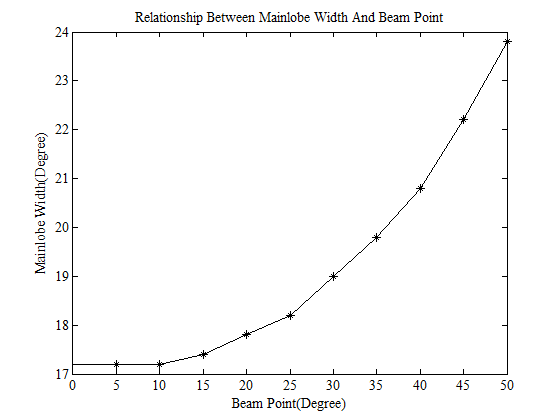 Relationship Between Mainlobe Width And Beam Point
24
23
22
21
20
19
18
17
Mainlobe Width(Degree)
0 5 10 15 20 25 30 35 40 45 50
Beam Point(Degree)